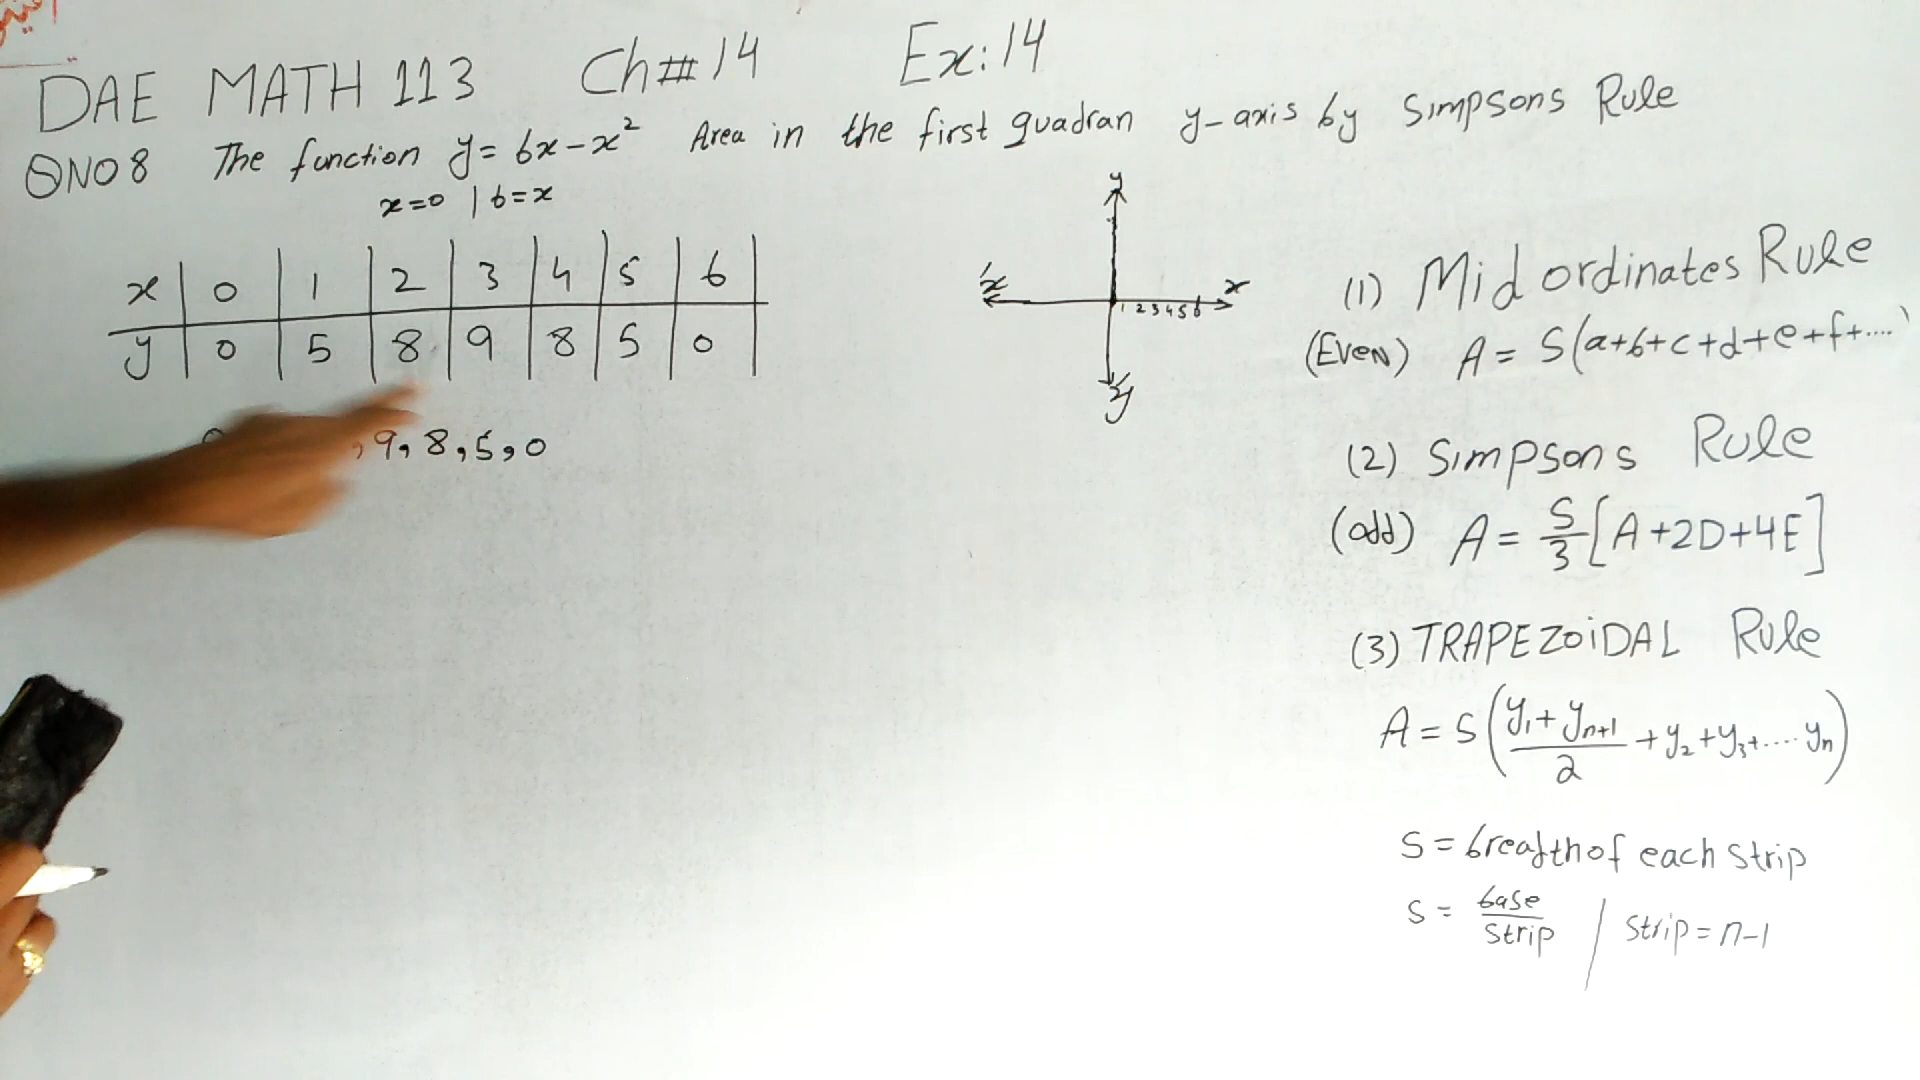 DAE MATH 113 Ch#14 Ex:14
QNO8 The function y=6x-x² Area in the first quadran y-axis by Simpsons Rule
x=0 | 6=x
x | 0 | 1 | 2 | 3 | 4 | 5 | 6 |
y | 0 | 5 | 8 | 9 | 8 | 5 | 0 |
,9,8,5,0
y
x' x
1 2 3 4 5 6
y'
(1) Mid ordinates Rule
(Even) A = S(a+b+c+d+e+f+....)
(2) Simpsons Rule
(odd) A = S/3 [A+2D+4E]
(3) TRAPEZOIDAL Rule
A = S((y₁+yₙ₊₁)/2 + y₂+y₃+....yₙ)
S = breadth of each strip
S = base/strip / strip = n-1